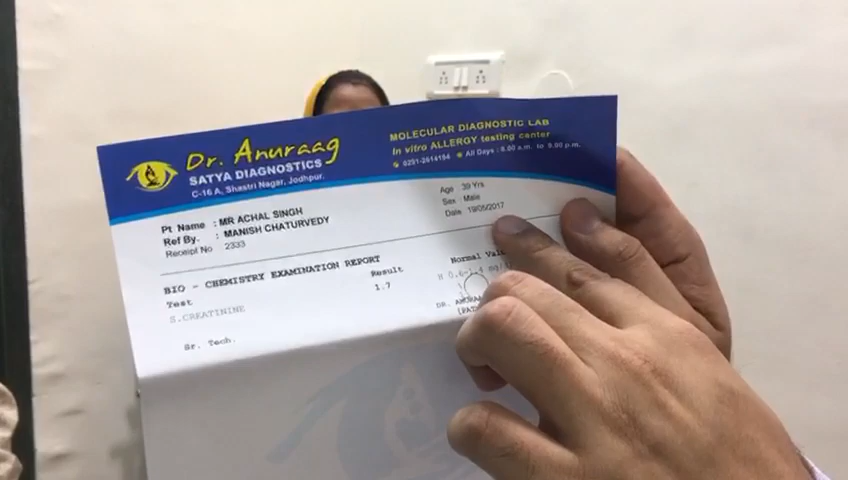 Dr. Anuraag
SATYA DIAGNOSTICS
C-16 A, Shastri Nagar, Jodhpur.
MOLECULAR DIAGNOSTIC LAB
In vitro ALLERGY testing center
0291-2614194 All Days : 8.00 a.m. to 9.00 p.m.
Pt Name : MR ACHAL SINGH
Ref By. : MANISH CHATURVEDY
Receipt No 2333
Age : 39 Yrs
Sex : Male
Date 19/05/2017
BIO - CHEMISTRY EXAMINATION REPORT
Test Result Normal
S.CREATININE 1.7
Sr. Tech.
DR.